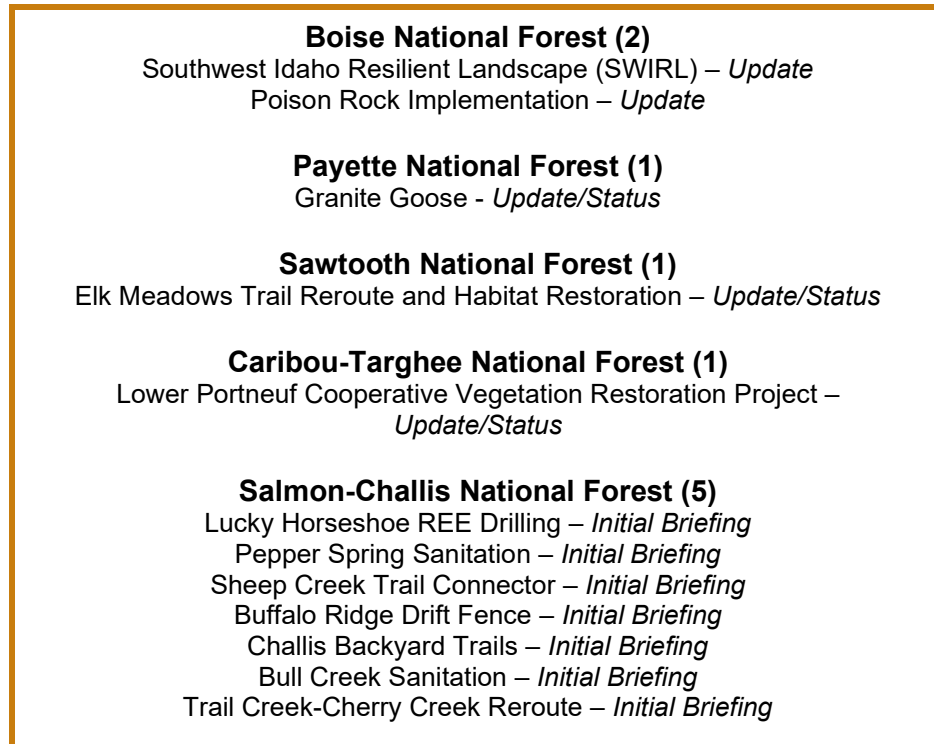 Boise National Forest (2)
Southwest Idaho Resilient Landscape (SWIRL) – Update
Poison Rock Implementation – Update
Payette National Forest (1)
Granite Goose - Update/Status
Sawtooth National Forest (1)
Elk Meadows Trail Reroute and Habitat Restoration – Update/Status
Caribou-Targhee National Forest (1)
Lower Portneuf Cooperative Vegetation Restoration Project –
Update/Status
Salmon-Challis National Forest (5)
Lucky Horseshoe REE Drilling – Initial Briefing
Pepper Spring Sanitation – Initial Briefing
Sheep Creek Trail Connector – Initial Briefing
Buffalo Ridge Drift Fence – Initial Briefing
Challis Backyard Trails – Initial Briefing
Bull Creek Sanitation – Initial Briefing
Trail Creek-Cherry Creek Reroute – Initial Briefing